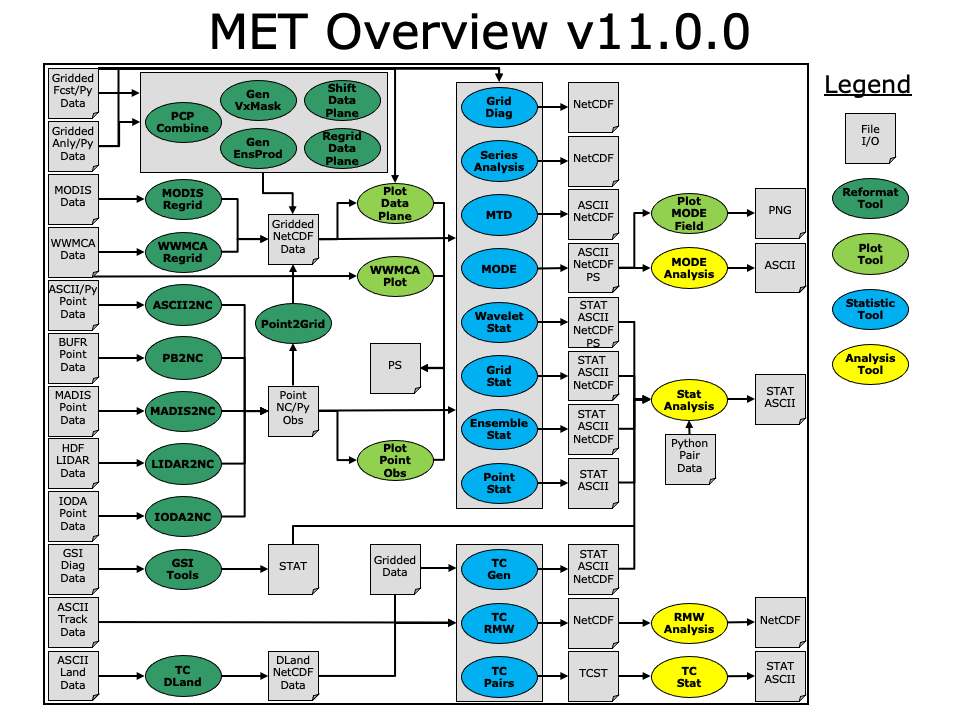 MET Overview v11.0.0
Gridded
Fcst/Py
Data
Gridded
Anly/Py
Data
MODIS
Data
WWMCA
Data
ASCII/Py
Point
Data
BUFR
Point
Data
MADIS
Point
Data
HDF
LIDAR
Data
IODA
Point
Data
GSI
Diag
Data
ASCII
Track
Data
ASCII
Land
Data
PCP
Combine
Gen
VxMask
Shift
Data
Plane
Gen
EnsProd
Regrid
Data
Plane
MODIS
Regrid
WWMCA
Regrid
ASCII2NC
PB2NC
MADIS2NC
LIDAR2NC
IODA2NC
GSI
Tools
TC
DLand
Gridded
NetCDF
Data
Point2Grid
Point
NC/Py
Obs
STAT
DLand
NetCDF
Data
Plot
Data
Plane
WWMCA
Plot
PS
Plot
Point
Obs
Gridded
Data
Grid
Diag
Series
Analysis
MTD
MODE
Wavelet
Stat
Grid
Stat
Ensemble
Stat
Point
Stat
TC
Gen
TC
RMW
TC
Pairs
NetCDF
NetCDF
ASCII
NetCDF
ASCII
NetCDF
PS
STAT
ASCII
NetCDF
PS
STAT
ASCII
NetCDF
STAT
ASCII
NetCDF
STAT
ASCII
STAT
ASCII
NetCDF
NetCDF
TCST
Plot
MODE
Field
MODE
Analysis
Stat
Analysis
Python
Pair
Data
RMW
Analysis
TC
Stat
PNG
ASCII
STAT
ASCII
NetCDF
STAT
ASCII
Legend
File
I/O
Reformat
Tool
Plot
Tool
Statistic
Tool
Analysis
Tool